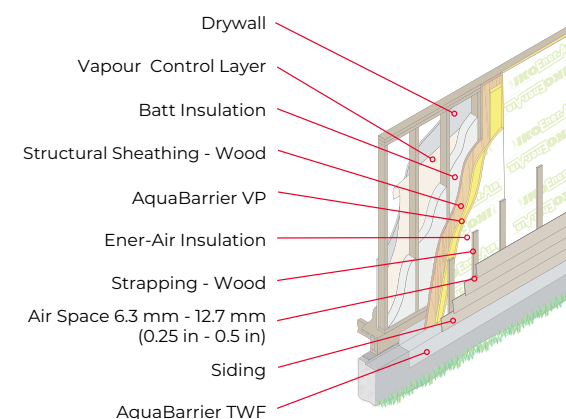 Drywall
Vapour Control Layer
Batt Insulation
Structural Sheathing - Wood
AquaBarrier VP
Ener-Air Insulation
Strapping - Wood
Air Space 6.3 mm - 12.7 mm
(0.25 in - 0.5 in)
Siding
AquaBarrier TWF